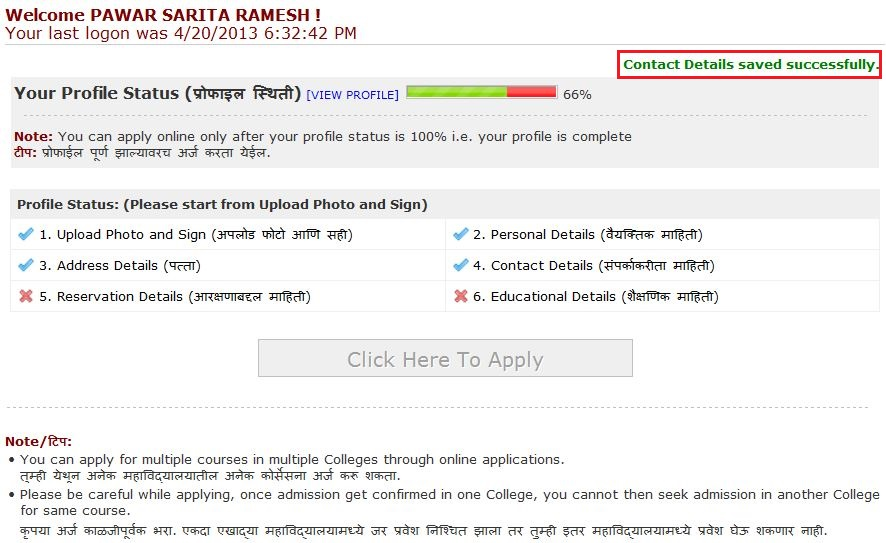 Welcome PAWAR SARITA RAMESH !
Your last logon was 4/20/2013 6:32:42 PM
Contact Details saved successfully.
Your Profile Status (प्रोफाइल स्थिती) [VIEW PROFILE] 66%
Note: You can apply online only after your profile status is 100% i.e. your profile is complete
टीप: प्रोफाईल पूर्ण झाल्यावरच अर्ज करता येईल.
Profile Status: (Please start from Upload Photo and Sign)
1. Upload Photo and Sign (अपलोड फोटो आणि सही)
2. Personal Details (वैयक्तिक माहिती)
3. Address Details (पत्ता)
4. Contact Details (संपर्काकरीता माहिती)
5. Reservation Details (आरक्षणाबद्दल माहिती)
6. Educational Details (शैक्षणिक माहिती)
Click Here To Apply
Note/टिप:
• You can apply for multiple courses in multiple Colleges through online applications.
तूम्ही येथून अनेक महाविद्यालयातील अनेक कोर्सेसना अर्ज करु शकता.
• Please be careful while applying, once admission get confirmed in one College, you cannot then seek admission in another College
for same course.
कृपया अर्ज काळजीपूर्वक भरा. एकदा एखाद्या महाविद्यालयामध्ये जर प्रवेश निश्चित झाला तर तुम्ही इतर महाविद्यालयामध्ये प्रवेश घेऊ शकणार नाही.